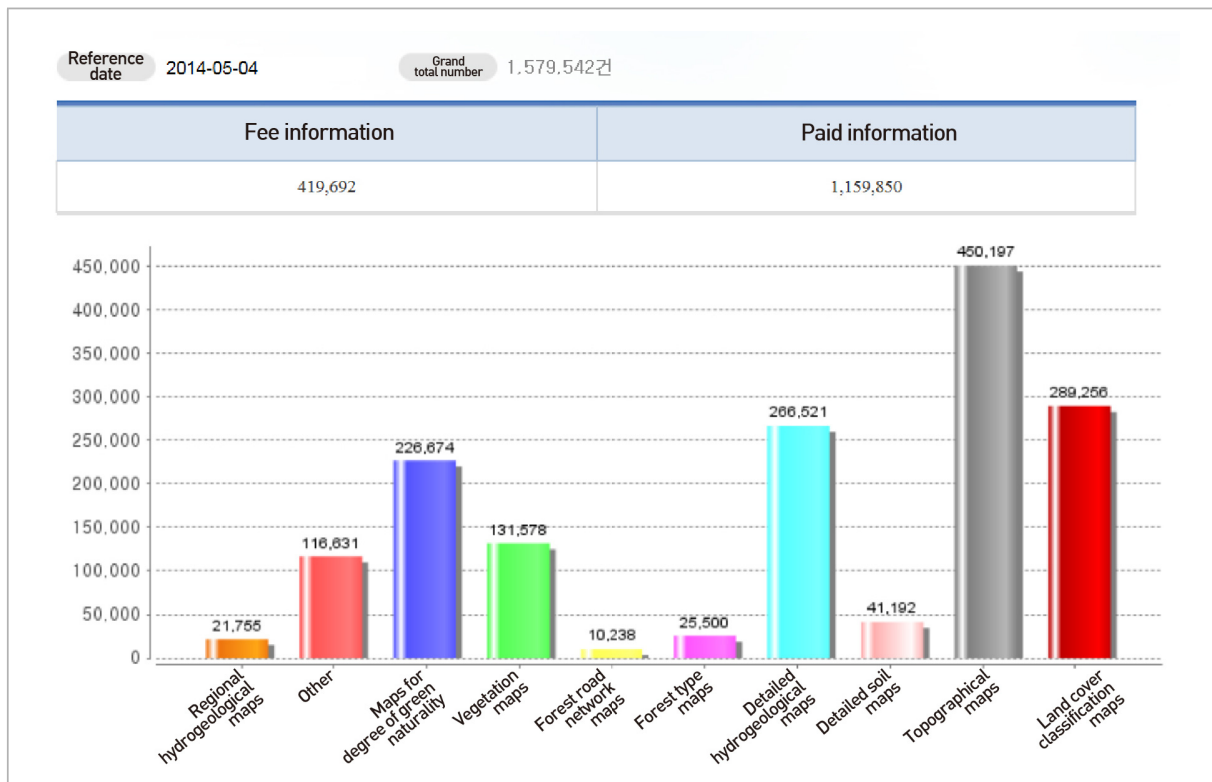 Reference
date
2014-05-04
Grand
total number
1,579,542건
Fee information
Paid information
419,692
1,159,850
450,000
400,000
350,000
300,000
250,000
200,000
150,000
100,000
50,000
0
21,755
116,631
226,674
131,578
10,238
25,500
266,521
41,192
450,197
289,256
Regional
hydrogeological
maps
Other
Maps for
degree of green
naturality
Vegetation
maps
Forest road
network
maps
Forest type
maps
Detailed
hydrogeological
maps
Detailed soil
maps
Topographical
maps
Land cover
classification
maps